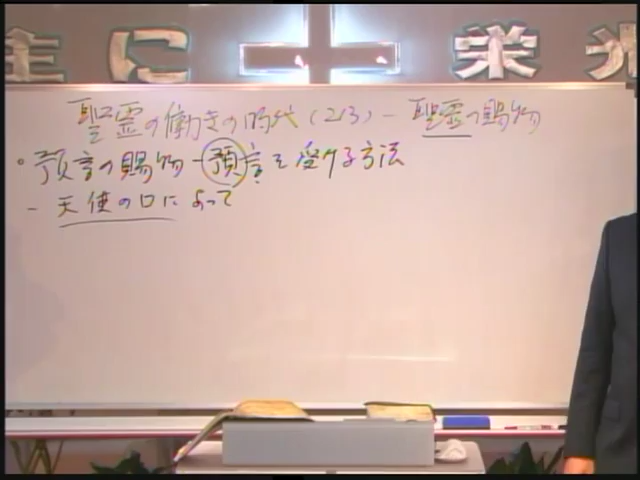 主に 栄光
聖霊の働きの時代(213)-聖霊の賜物
・預言の賜物-預言を受ける方法
- 天使の口によって